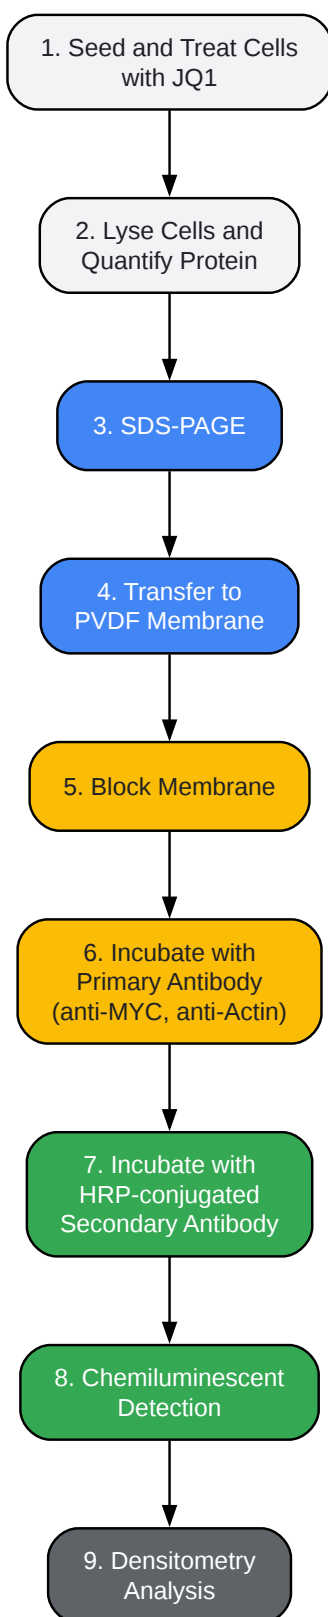 1. Seed and Treat Cells
with JQ1
2. Lyse Cells and
Quantify Protein
3. SDS-PAGE
4. Transfer to
PVDF Membrane
5. Block Membrane
6. Incubate with
Primary Antibody
(anti-MYC, anti-Actin)
7. Incubate with
HRP-conjugated
Secondary Antibody
8. Chemiluminescent
Detection
9. Densitometry
Analysis